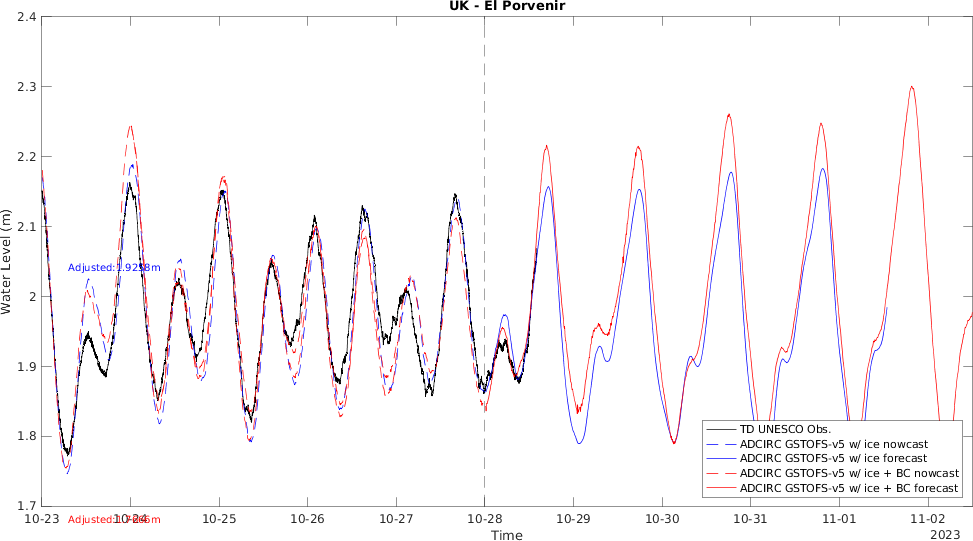 UK - El Porvenir
2.4
2.3
2.2
2.1
2
1.9
1.8
1.7
Water Level (m)
Adjusted:1.9258m
TD UNESCO Obs.
ADCIRC GSTOFS-v5 w/ ice nowcast
ADCIRC GSTOFS-v5 w/ ice forecast
ADCIRC GSTOFS-v5 w/ ice + BC nowcast
ADCIRC GSTOFS-v5 w/ ice + BC forecast
10-23 10-24 10-25 10-26 10-27 10-28 10-29 10-30 10-31 11-01 11-02
Time
2023